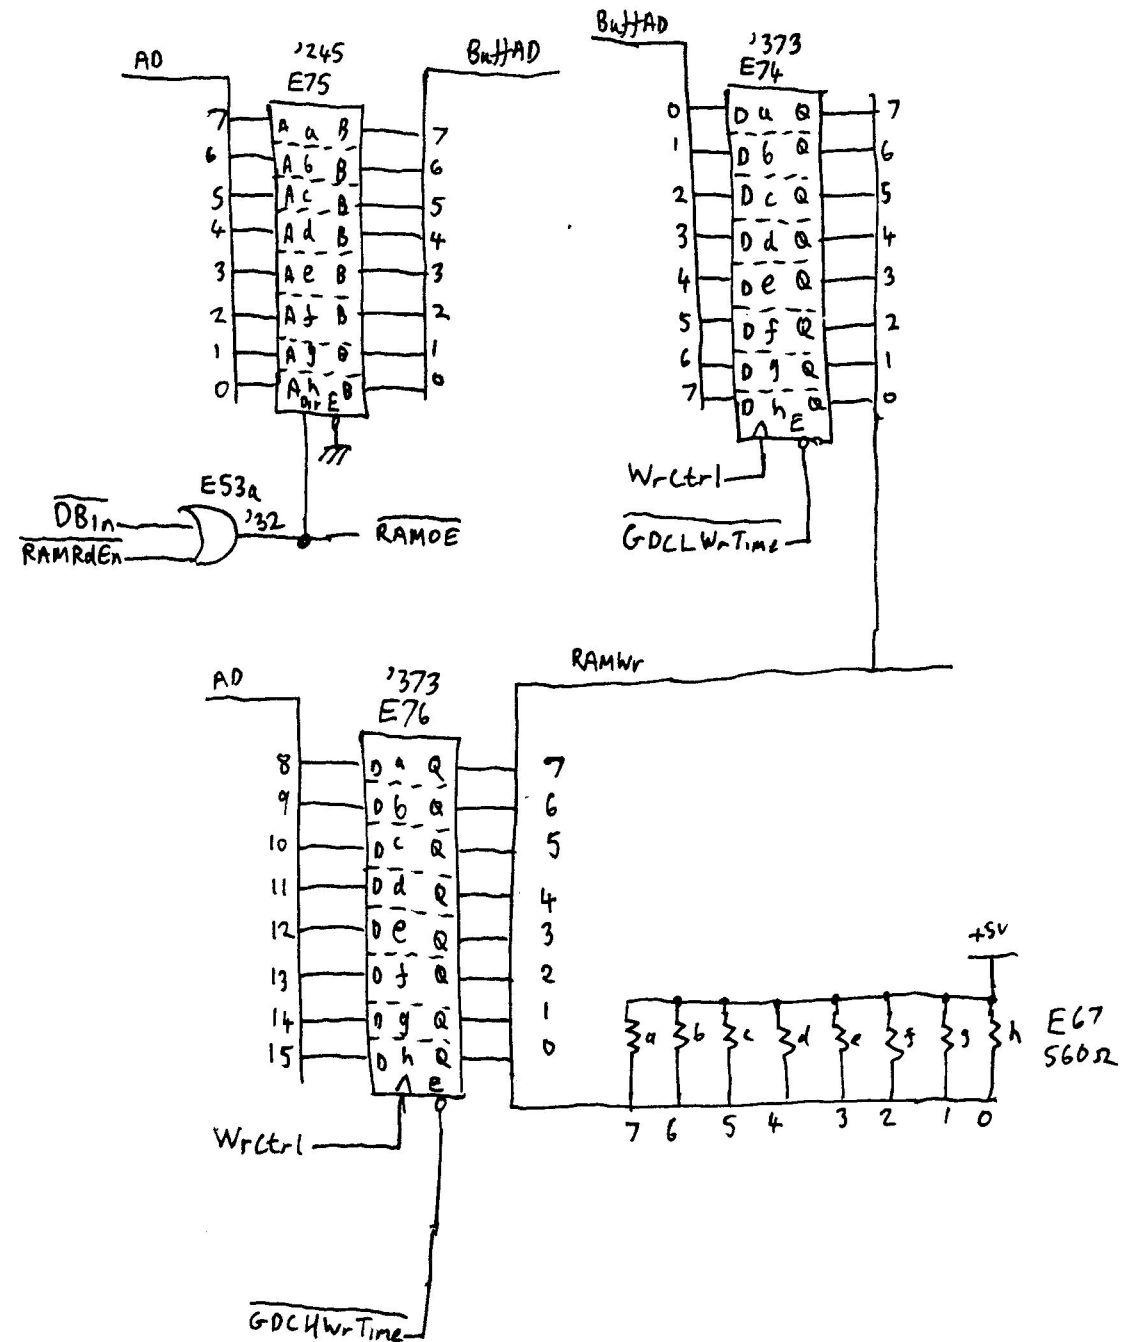 AD
'245
E75
BuffAD
7 A a B 7
6 A b B 6
5 A c B 5
4 A d B 4
3 A e B 3
2 A f B 2
1 A g B 1
0 A h B 0
Dir E
E53a
'32
DBIn
RAMRdEn
RAMOE
BuffAD
'373
E74
0 D a Q 7
1 D b Q 6
2 D c Q 5
3 D d Q 4
4 D e Q 3
5 D f Q 2
6 D g Q 1
7 D h Q 0
E
WrCtrl
GDCLWrTime
RAMWr
AD
'373
E76
8 D a Q 7
9 D b Q 6
10 D c Q 5
11 D d Q 4
12 D e Q 3
13 D f Q 2
14 D g Q 1
15 D h Q 0
E
WrCtrl
GDCHWrTime
+5V
a b c d e f g h
E67
560Ω
7 6 5 4 3 2 1 0